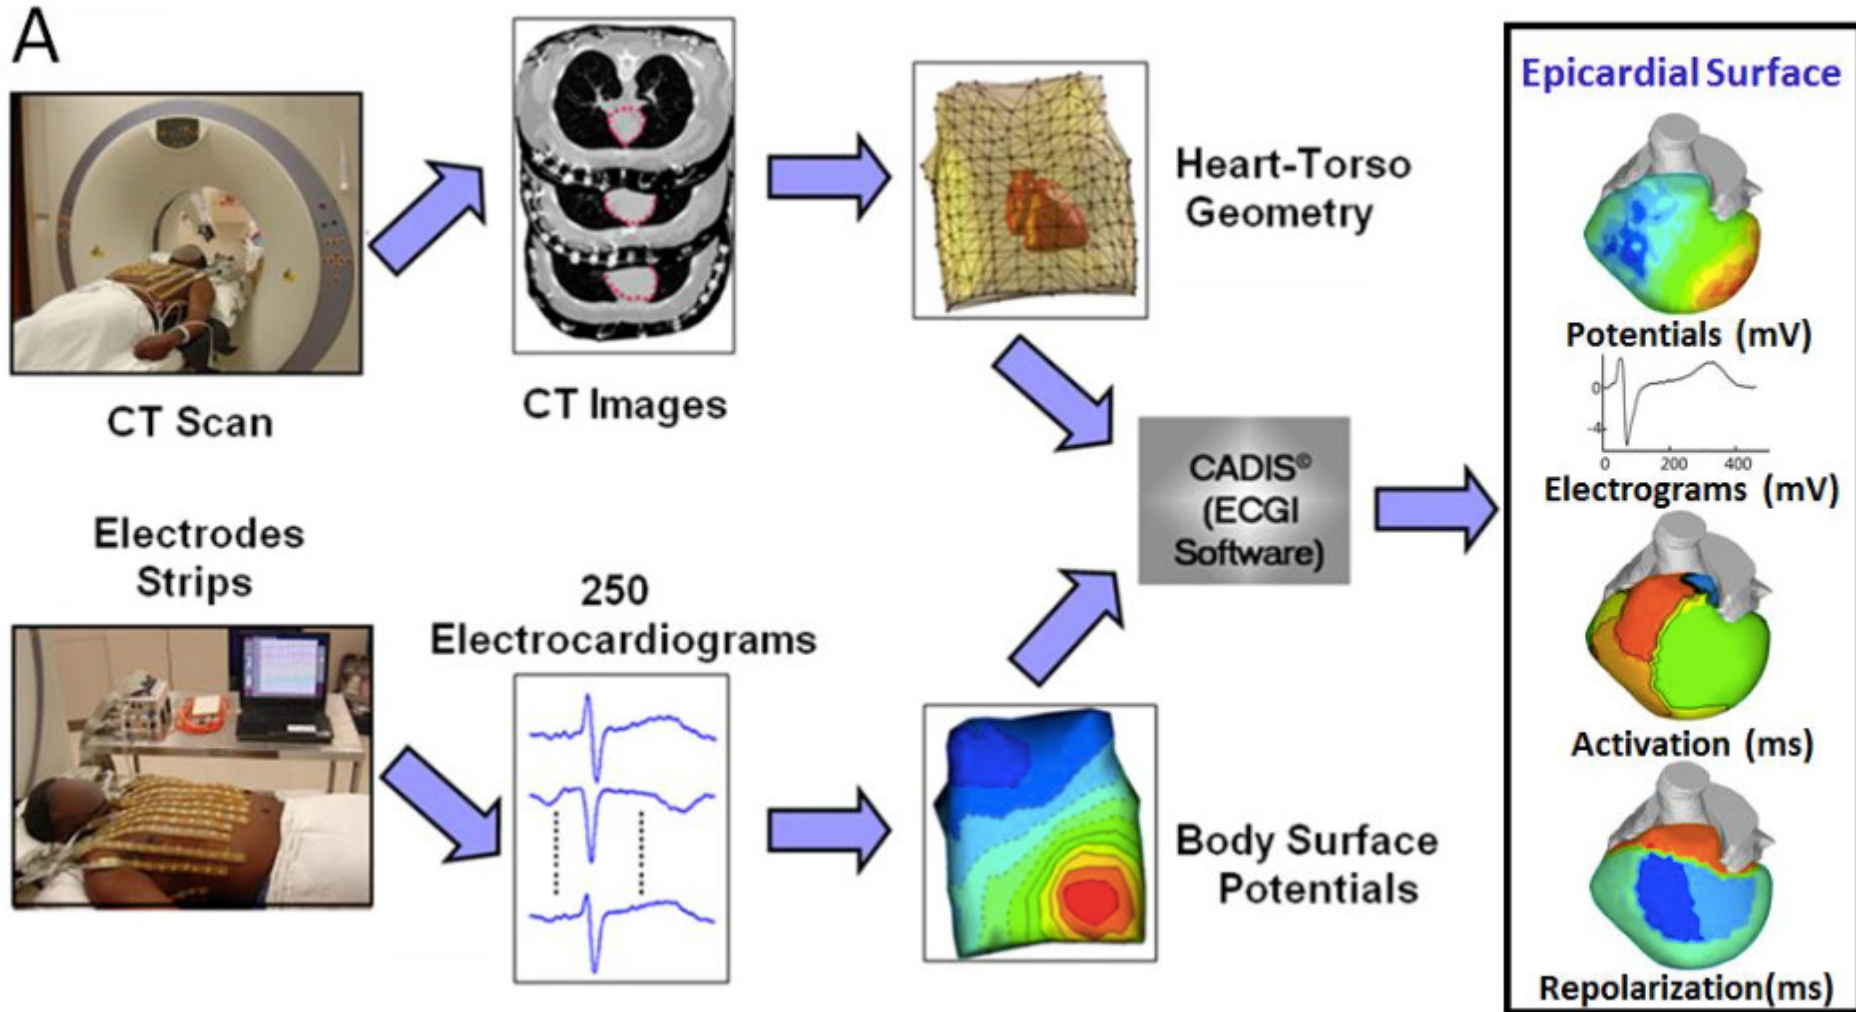 A
CT Scan
CT Images
Heart-Torso
Geometry
Electrodes
Strips
250
Electrocardiograms
Body Surface
Potentials
CADIS©
(ECGI
Software)
Epicardial Surface
Potentials (mV)
0
-4
0 200 400
Electrograms (mV)
Activation (ms)
Repolarization(ms)